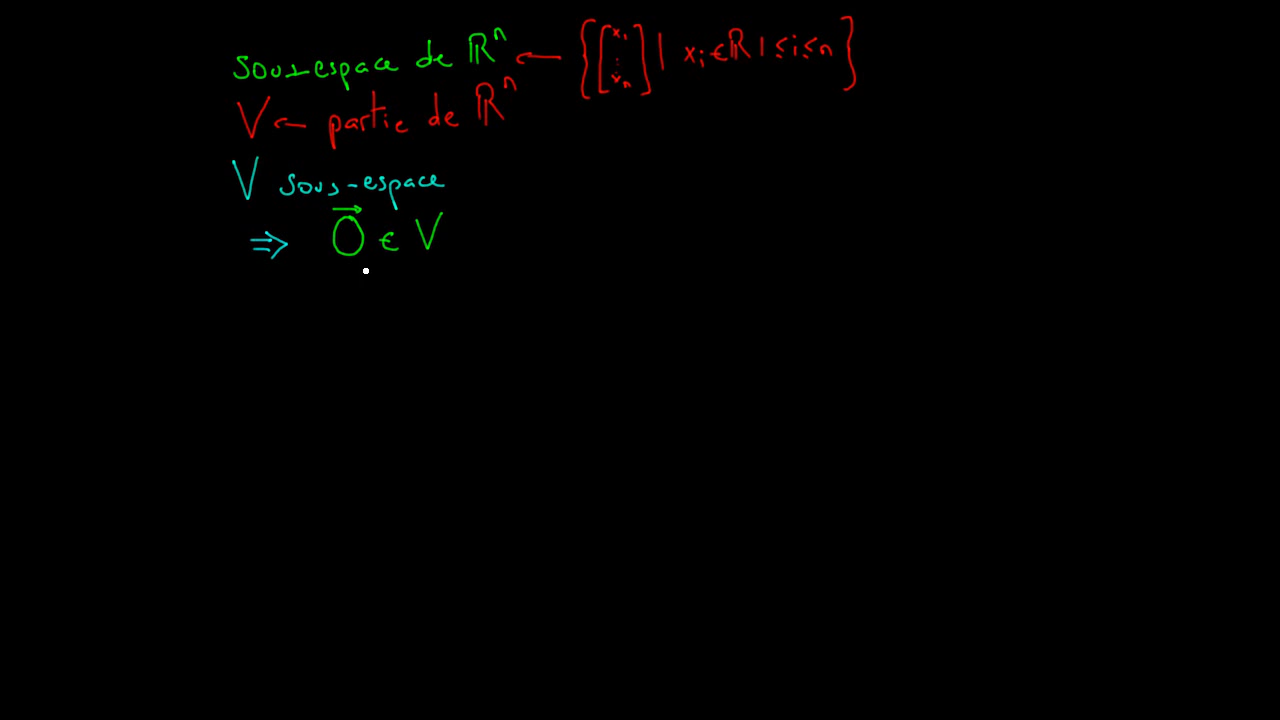 sous-espace de ℝⁿ ← { [x₁ ⋮ xₙ] | xᵢ ∈ ℝ 1 ≤ i ≤ n }
V ← partie de ℝⁿ
V sous-espace
⇒ 0⃗ ∈ V